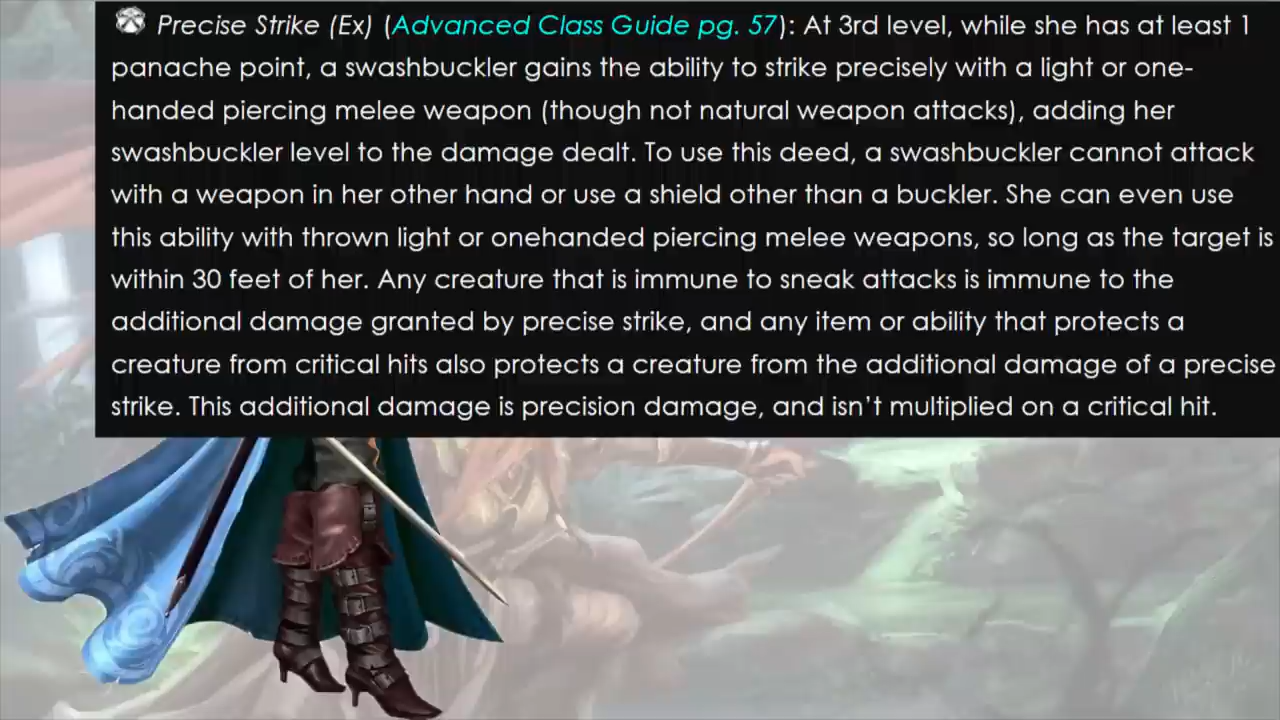 Precise Strike (Ex) (Advanced Class Guide pg. 57): At 3rd level, while she has at least 1
panache point, a swashbuckler gains the ability to strike precisely with a light or one-
handed piercing melee weapon (though not natural weapon attacks), adding her
swashbuckler level to the damage dealt. To use this deed, a swashbuckler cannot attack
with a weapon in her other hand or use a shield other than a buckler. She can even use
this ability with thrown light or onehanded piercing melee weapons, so long as the target is
within 30 feet of her. Any creature that is immune to sneak attacks is immune to the
additional damage granted by precise strike, and any item or ability that protects a
creature from critical hits also protects a creature from the additional damage of a precise
strike. This additional damage is precision damage, and isn't multiplied on a critical hit.